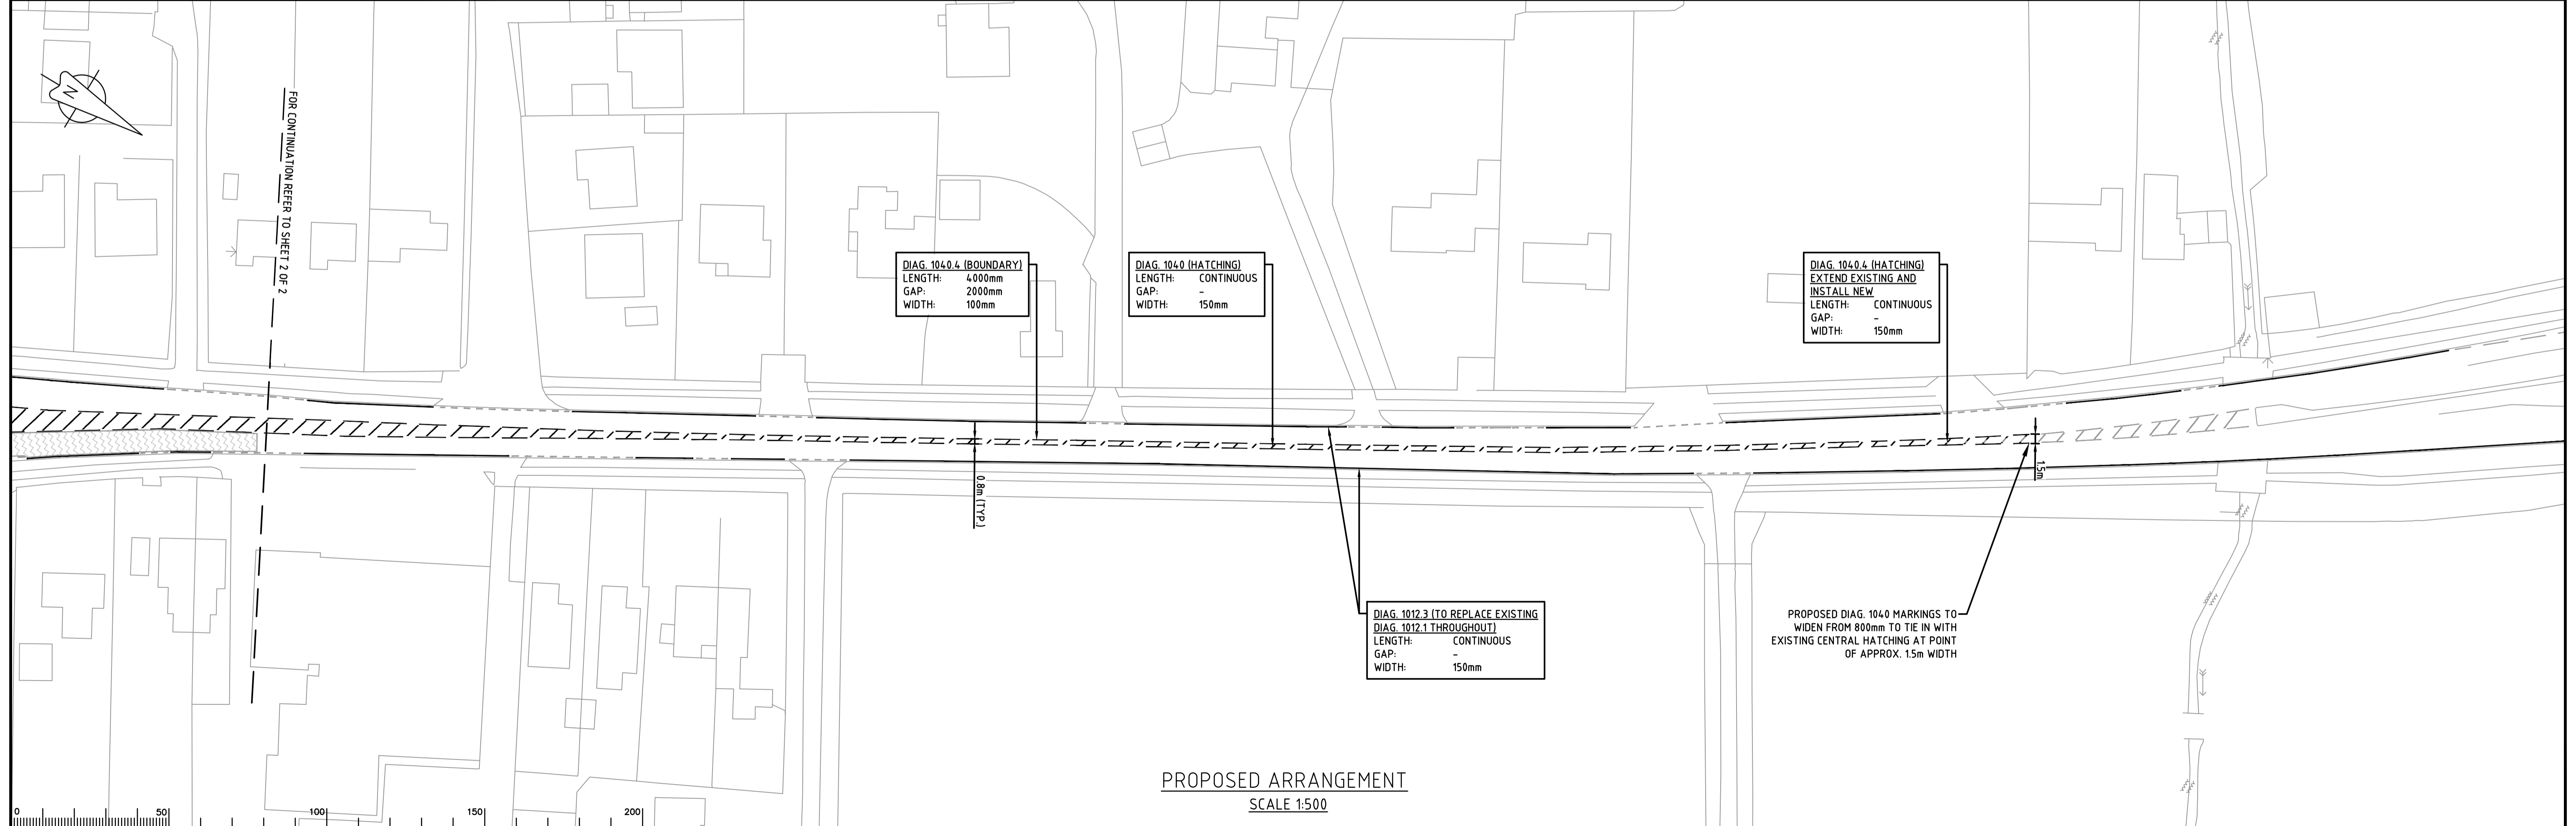 N
FOR CONTINUATION REFER TO SHEET 2 OF 2
DIAG. 1040.4 (BOUNDARY)
LENGTH: 4000mm
GAP: 2000mm
WIDTH: 100mm
DIAG. 1040 (HATCHING)
LENGTH: CONTINUOUS
GAP: -
WIDTH: 150mm
DIAG. 1040.4 (HATCHING)
EXTEND EXISTING AND
INSTALL NEW
LENGTH: CONTINUOUS
GAP: -
WIDTH: 150mm
0.8m (TYP.)
1.5m
DIAG. 1012.3 (TO REPLACE EXISTING
DIAG. 1012.1 THROUGHOUT)
LENGTH: CONTINUOUS
GAP: -
WIDTH: 150mm
PROPOSED DIAG. 1040 MARKINGS TO
WIDEN FROM 800mm TO TIE IN WITH
EXISTING CENTRAL HATCHING AT POINT
OF APPROX. 1.5m WIDTH
PROPOSED ARRANGEMENT
SCALE 1:500
0 50 100 150 200